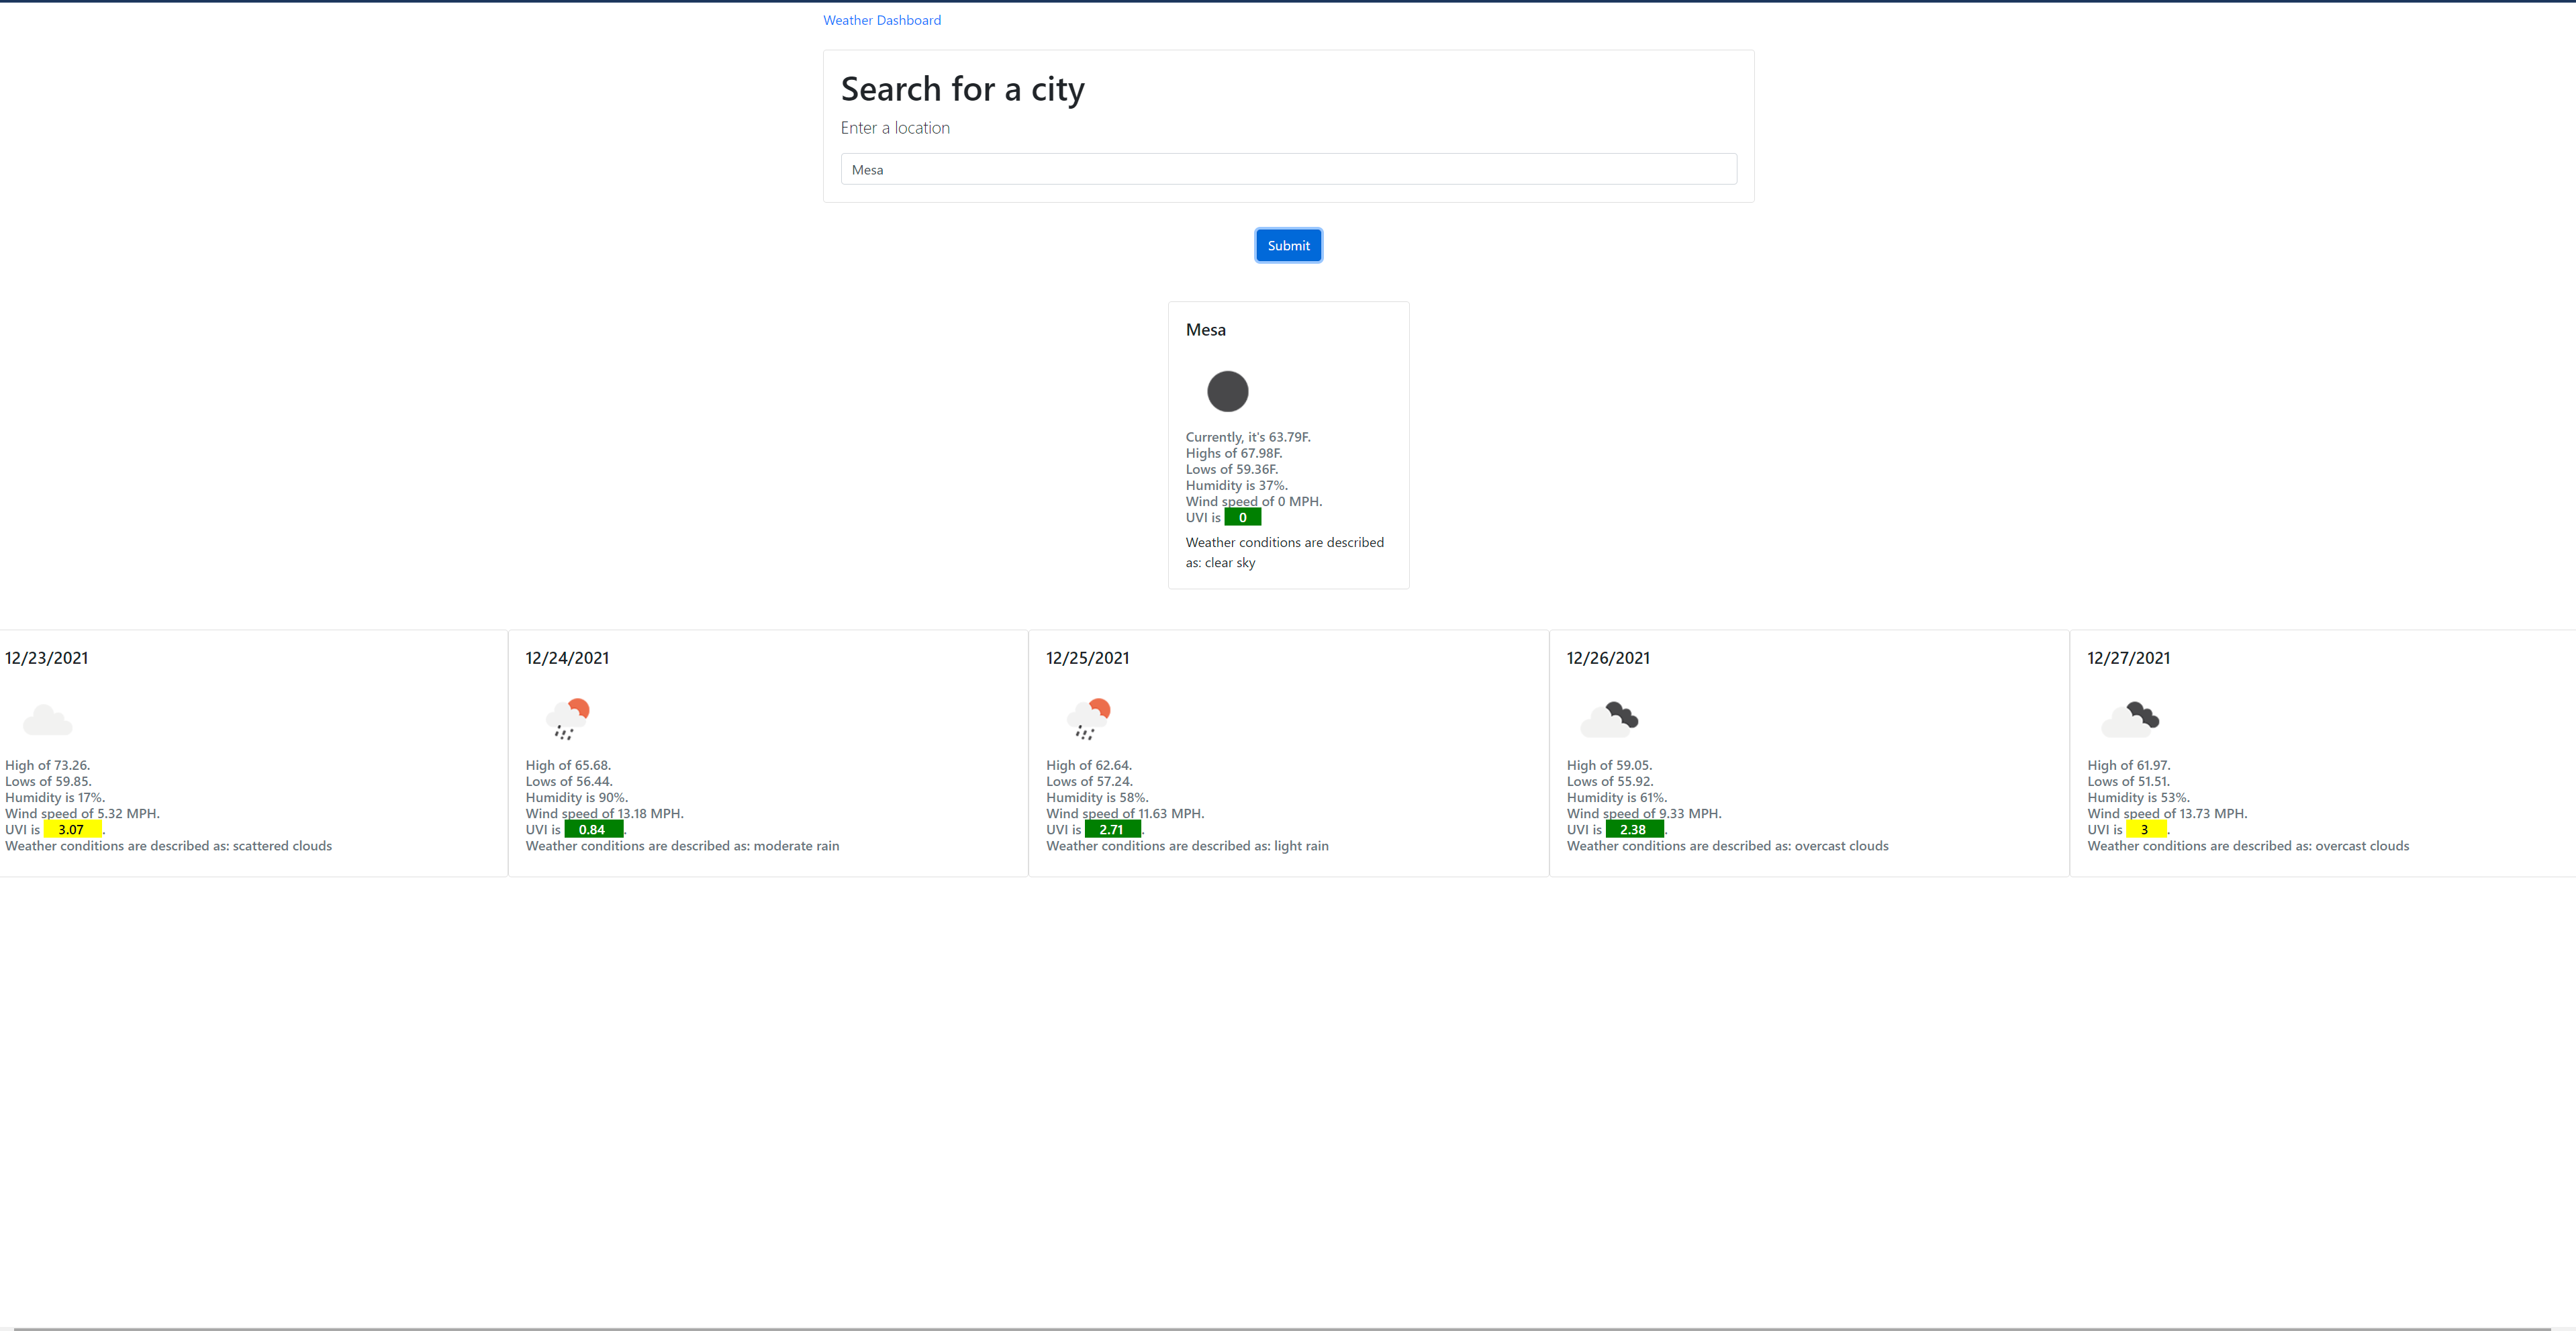 Weather Dashboard
Search for a city
Enter a location
Mesa
Submit
Mesa
Currently, it's 63.79F.
Highs of 67.98F.
Lows of 59.36F.
Humidity is 37%.
Wind speed of 0 MPH.
UVI is 0
Weather conditions are described
as: clear sky
12/23/2021
High of 73.26.
Lows of 59.85.
Humidity is 17%.
Wind speed of 5.32 MPH.
UVI is 3.07 .
Weather conditions are described as: scattered clouds
12/24/2021
High of 65.68.
Lows of 56.44.
Humidity is 90%.
Wind speed of 13.18 MPH.
UVI is 0.84 .
Weather conditions are described as: moderate rain
12/25/2021
High of 62.64.
Lows of 57.24.
Humidity is 58%.
Wind speed of 11.63 MPH.
UVI is 2.71 .
Weather conditions are described as: light rain
12/26/2021
High of 59.05.
Lows of 55.92.
Humidity is 61%.
Wind speed of 9.33 MPH.
UVI is 2.38 .
Weather conditions are described as: overcast clouds
12/27/2021
High of 61.97.
Lows of 51.51.
Humidity is 53%.
Wind speed of 13.73 MPH.
UVI is 3 .
Weather conditions are described as: overcast clouds